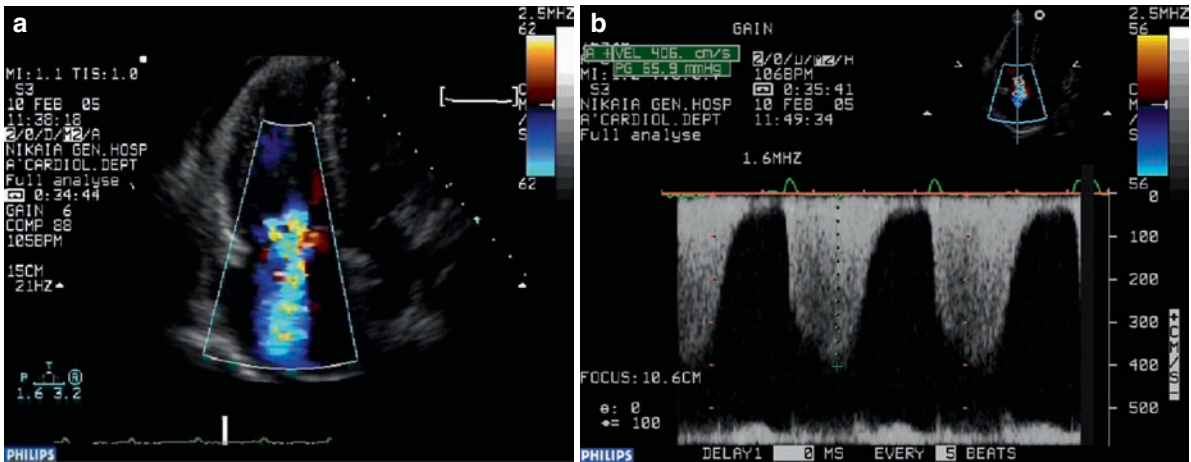 a
2.5MHZ
62
MI:1.1 TIS:1.0
S3
10 FEB 05
11:38:18
2/0/D/M2/A
NIKAIA GEN.HOSP
A'CARDIOL.DEPT
Full analyse
0:34:44
GAIN 6
COMP 88
105BPM
15CM
21HZ
C
M
/
S
62
P T R
1.6 3.2
PHILIPS
b
2.5MHZ
GAIN
56
A +VEL 406. cm/s
PG 65.9 mmHg
2/0/D/M2/H
106BPM
S3
0:35:41
NIKAIA GEN.HOSP
10 FEB 05
A'CARDIOL.DEPT
11:49:34
Full analyse
C
M
/
S
1.6MHZ
56
0
100
200
300
400
500
CM/S
FOCUS:10.6CM
θ: 0
= 100
PHILIPS
DELAY1 0 MS EVERY 5 BEATS